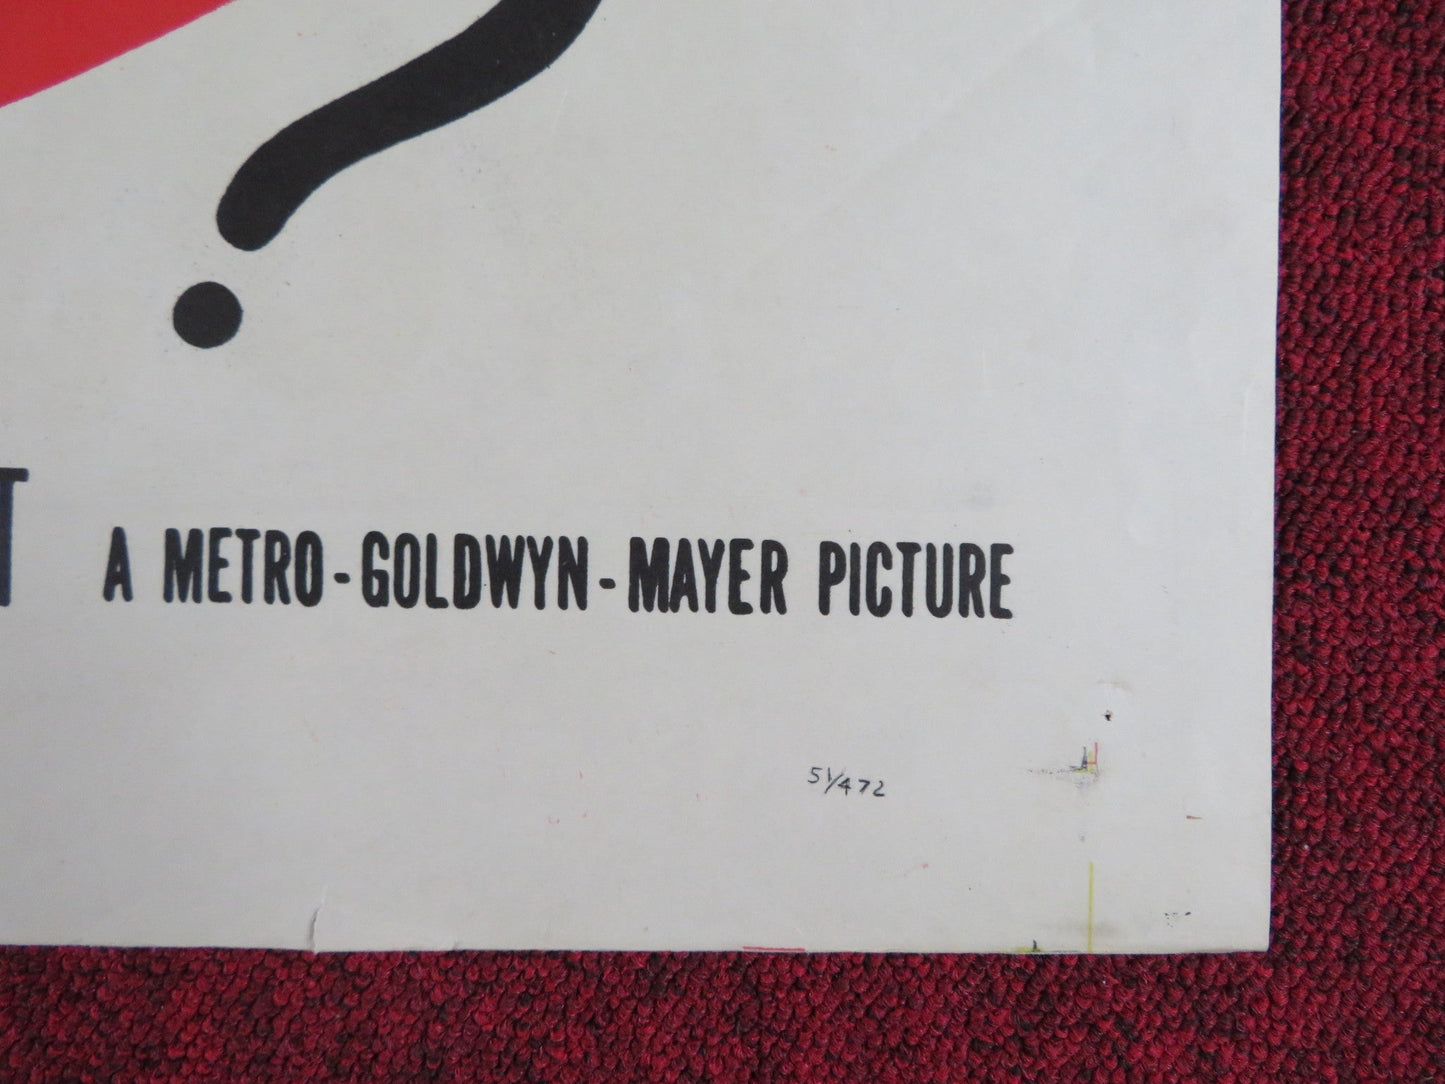 T A METRO-GOLDWYN-MAYER PICTURE
51/472